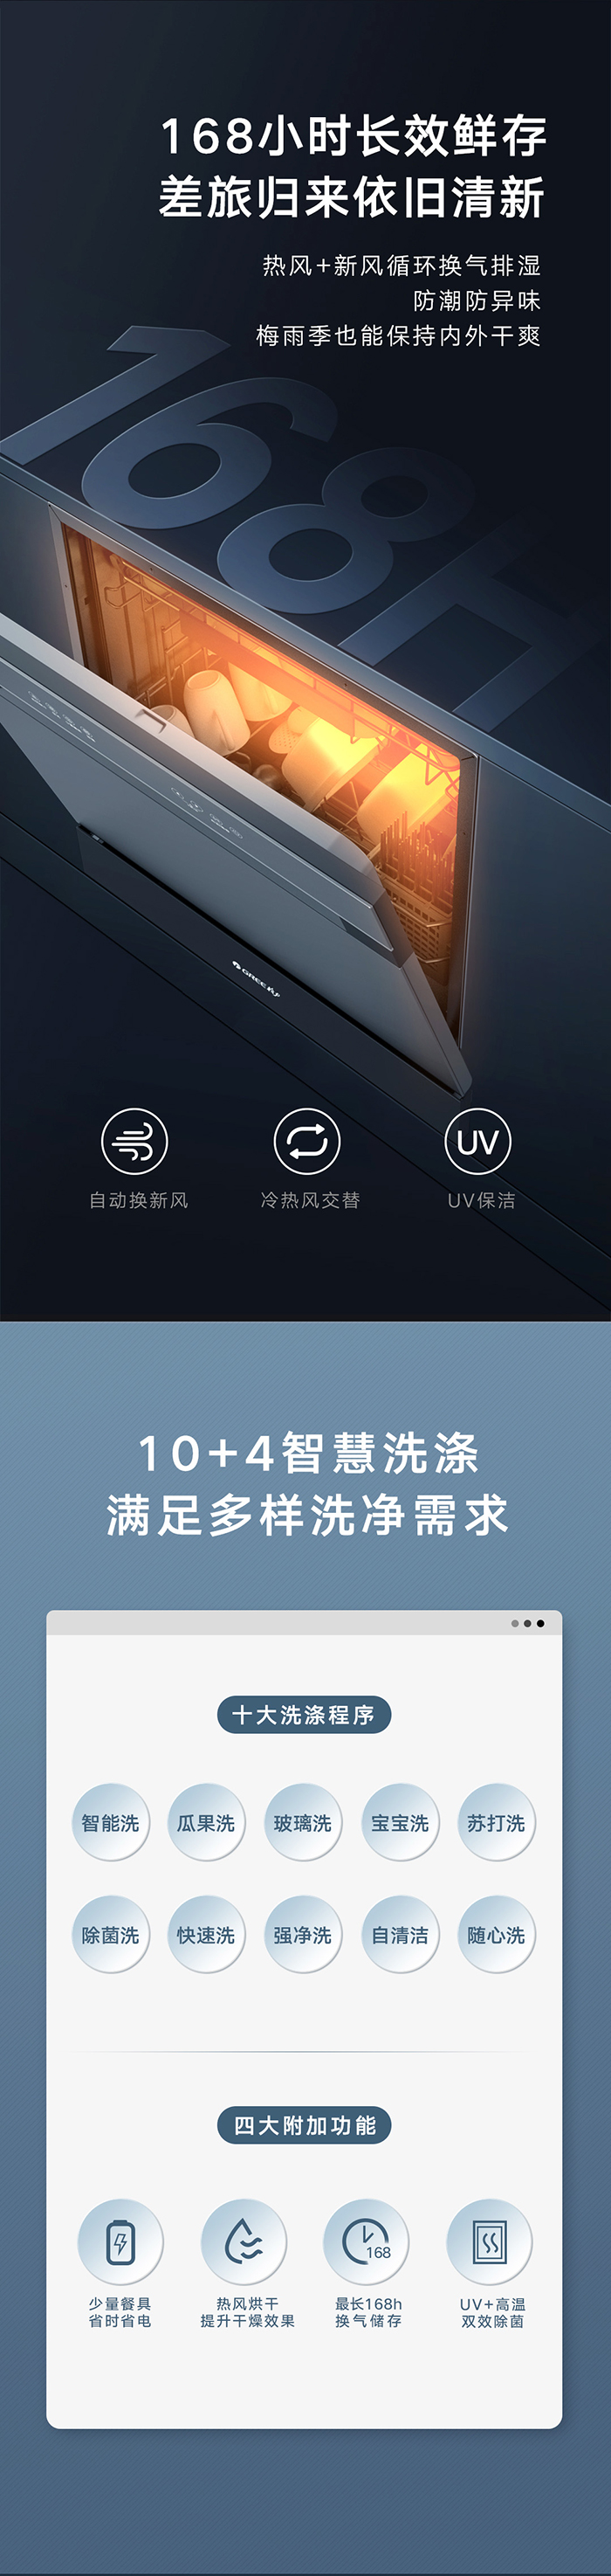 168小时长效鲜存
差旅归来依旧清新
热风+新风循环换气排湿
防潮防异味
梅雨季也能保持内外干爽
168H
GREE格力
自动换新风
冷热风交替
UV
UV保洁
10+4智慧洗涤
满足多样洗净需求
十大洗涤程序
智能洗 瓜果洗 玻璃洗 宝宝洗 苏打洗
除菌洗 快速洗 强净洗 自清洁 随心洗
四大附加功能
168
少量餐具
省时省电
热风烘干
提升干燥效果
最长168h
换气储存
UV+高温
双效除菌